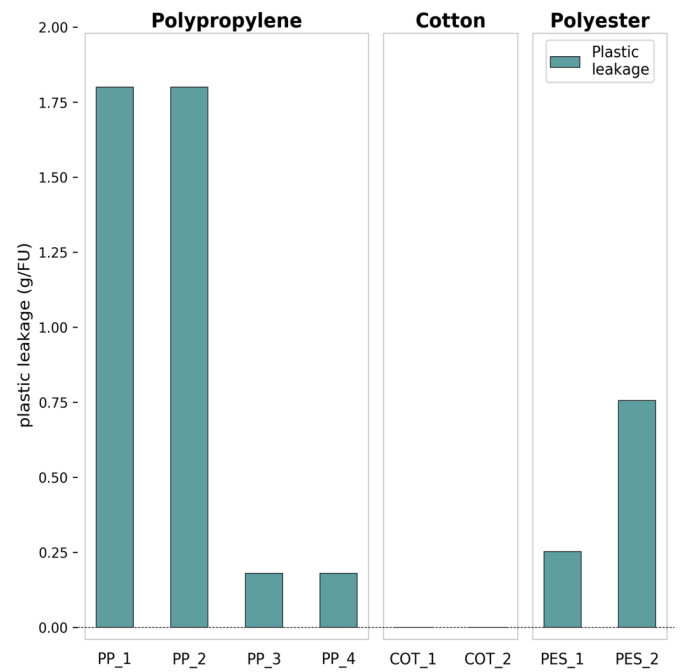 Polypropylene
Cotton
Polyester
Plastic
leakage
plastic leakage (g/FU)
2.00
1.75
1.50
1.25
1.00
0.75
0.50
0.25
0.00
PP_1
PP_2
PP_3
PP_4
COT_1
COT_2
PES_1
PES_2